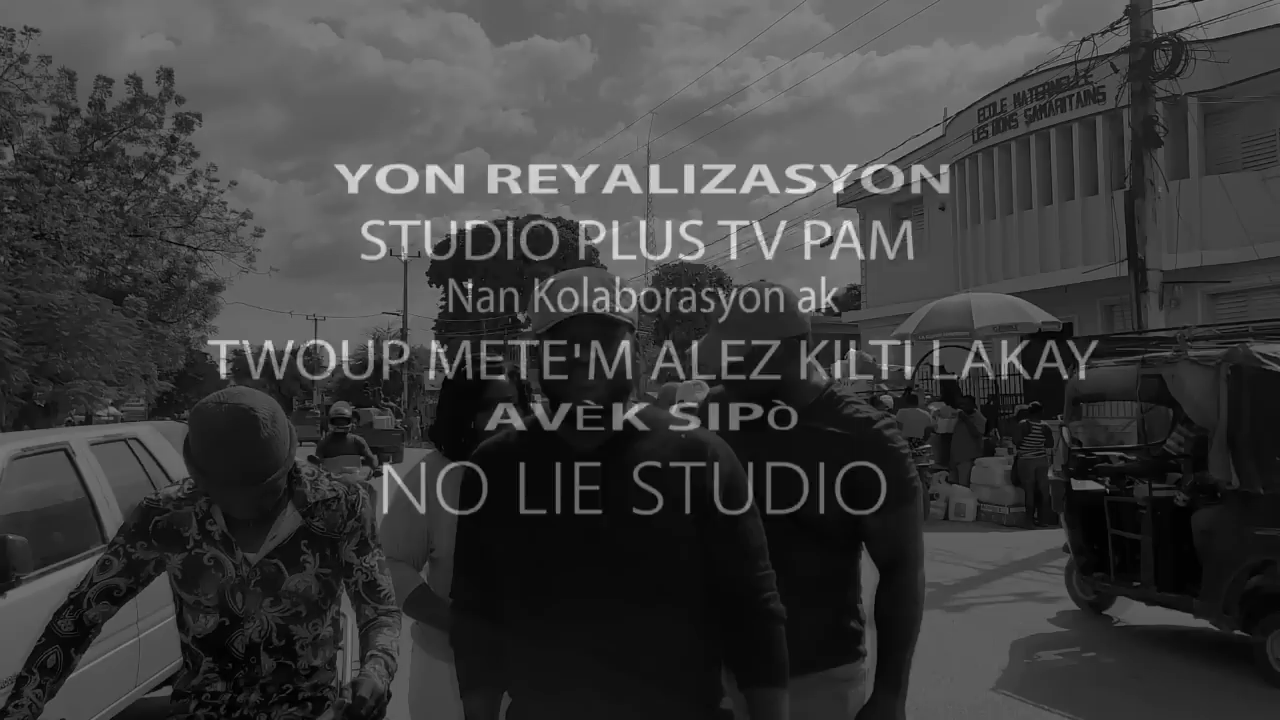 YON REYALIZASYON
STUDIO PLUS TV PAM
Nan Kolaborasyon ak
TWOUP METE'M ALEZ KILTI LAKAY
AVÈK SIPÒ
NO LIE STUDIO
ECOLE MATERNELLE
LES BONS SAMARITAINS